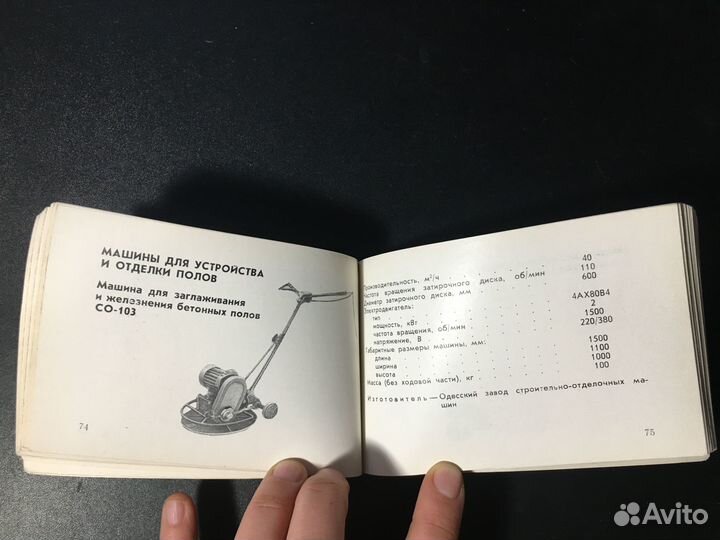 МАШИНЫ ДЛЯ УСТРОЙСТВА
И ОТДЕЛКИ ПОЛОВ
Машина для заглаживания
и железнения бетонных полов
СО-103
74
Производительность, м²/ч . . . . . 40
Частота вращения затирочного диска, об/мин 110
Диаметр затирочного диска, мм . . . 600
Электродвигатель:
тип . . . . . 4АХ80В4
мощность, кВт . . . . . 2
частота вращения, об/мин . . . . 1500
напряжение, В . . . . . 220/380
Габаритные размеры машины, мм:
длина . . . . . 1500
ширина . . . . . 1100
высота . . . . . 1000
Масса (без ходовой части), кг . . . . 100
Изготовитель — Одесский завод строительно-отделочных ма-
шин
75
Avito